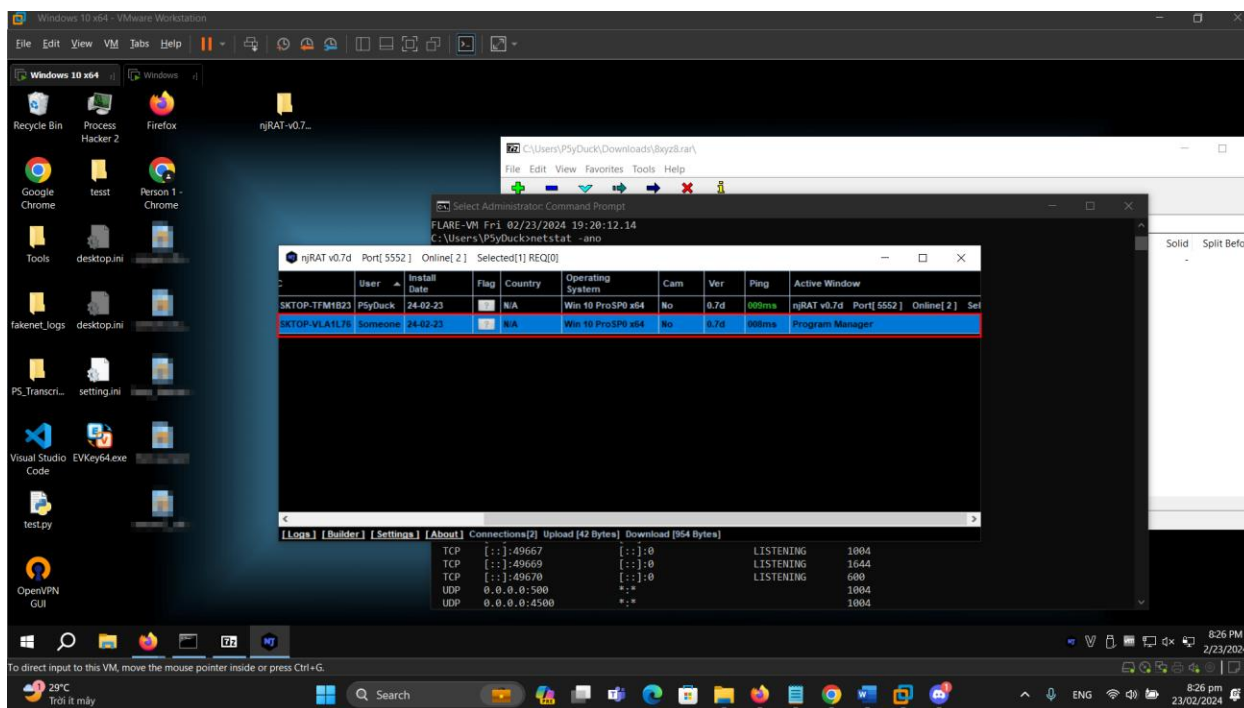 Windows 10 x64 - VMware Workstation
File Edit View VM Tabs Help
Windows 10 x64
Windows
Recycle Bin
Process Hacker 2
Firefox
njRAT-v0.7...
Google Chrome
tesst
Person 1 - Chrome
Tools
desktop.ini
fakenet_logs
desktop.ini
PS_Transcri...
setting.ini
Visual Studio Code
EVKey64.exe
test.py
OpenVPN GUI
C:\Users\P5yDuck\Downloads\8xyz8.rar\
File Edit View Favorites Tools Help
Solid Split Befo
Select Administrator: Command Prompt
FLARE-VM Fri 02/23/2024 19:20:12.14
C:\Users\P5yDuck>netstat -ano
njRAT v0.7d Port[ 5552 ] Online[ 2 ] Selected[1] REQ[0]
User Install Date Flag Country Operating System Cam Ver Ping Active Window
SKTOP-TFM1B23 P5yDuck 24-02-23 ? N/A Win 10 ProSP0 x64 No 0.7d 009ms njRAT v0.7d Port[ 5552 ] Online[ 2 ] Sel
SKTOP-VLA1L76 Someone 24-02-23 ? N/A Win 10 ProSP0 x64 No 0.7d 008ms Program Manager
[Logs] [Builder] [Settings] [About] Connections[2] Upload [42 Bytes] Download [954 Bytes]
TCP [::]:49667 [::]:0 LISTENING 1004
TCP [::]:49669 [::]:0 LISTENING 1644
TCP [::]:49670 [::]:0 LISTENING 600
UDP 0.0.0.0:500 *:* 1004
UDP 0.0.0.0:4500 *:* 1004
8:26 PM
2/23/202
To direct input to this VM, move the mouse pointer inside or press Ctrl+G.
1
29°C
Trời ít mây
Search
ENG
8:26 pm
23/02/2024